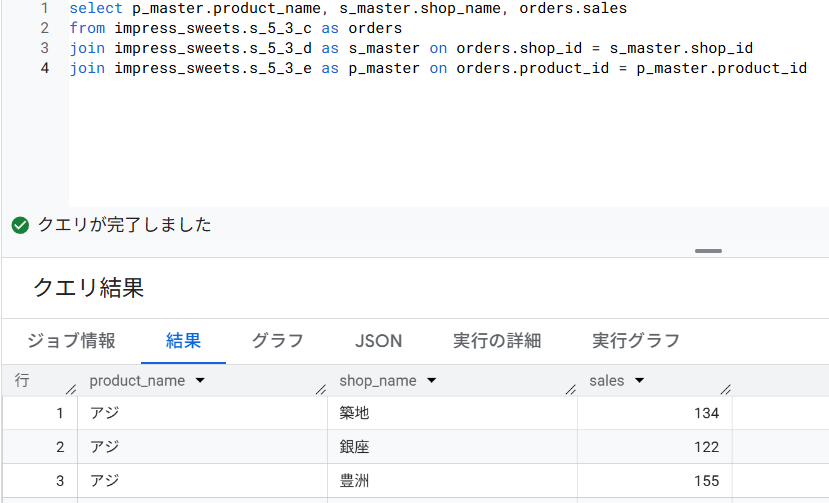 1 select p_master.product_name, s_master.shop_name, orders.sales
2 from impress_sweets.s_5_3_c as orders
3 join impress_sweets.s_5_3_d as s_master on orders.shop_id = s_master.shop_id
4 join impress_sweets.s_5_3_e as p_master on orders.product_id = p_master.product_id
クエリが完了しました
クエリ結果
ジョブ情報 結果 グラフ JSON 実行の詳細 実行グラフ
行 product_name shop_name sales
1 アジ 築地 134
2 アジ 銀座 122
3 アジ 豊洲 155